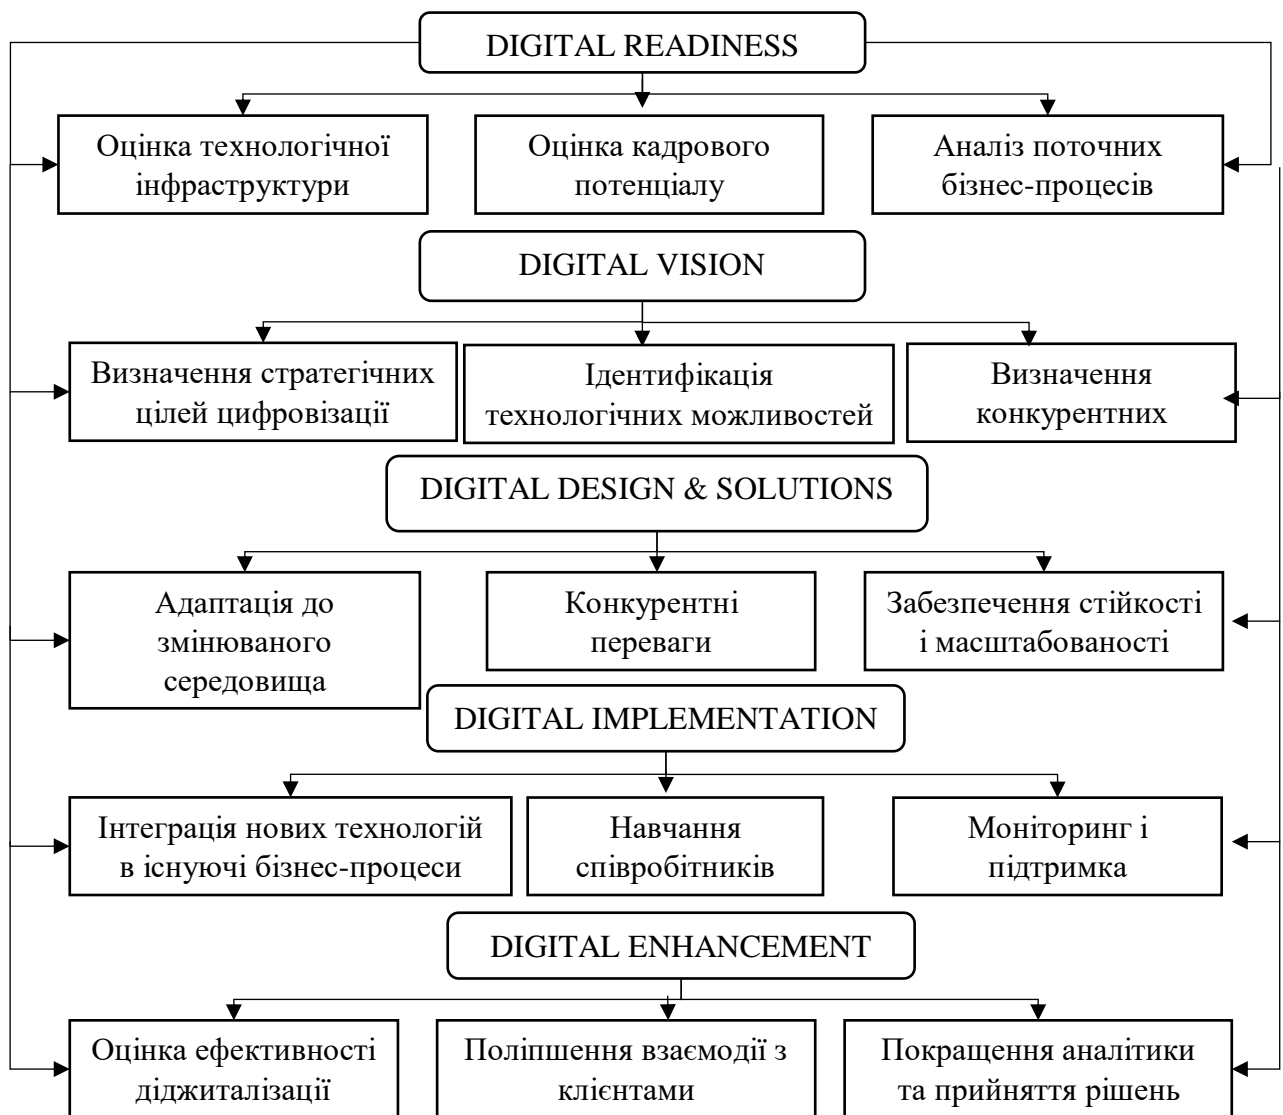 DIGITAL READINESS
Оцінка технологічної
інфраструктури
Оцінка кадрового
потенціалу
Аналіз поточних
бізнес-процесів
DIGITAL VISION
Визначення стратегічних
цілей цифровізації
Ідентифікація
технологічних можливостей
Визначення
конкурентних
DIGITAL DESIGN & SOLUTIONS
Адаптація до
змінюваного
середовища
Конкурентні
переваги
Забезпечення стійкості
і масштабованості
DIGITAL IMPLEMENTATION
Інтеграція нових технологій
в існуючі бізнес-процеси
Навчання
співробітників
Моніторинг і
підтримка
DIGITAL ENHANCEMENT
Оцінка ефективності
діджиталізації
Поліпшення взаємодії з
клієнтами
Покращення аналітики
та прийняття рішень